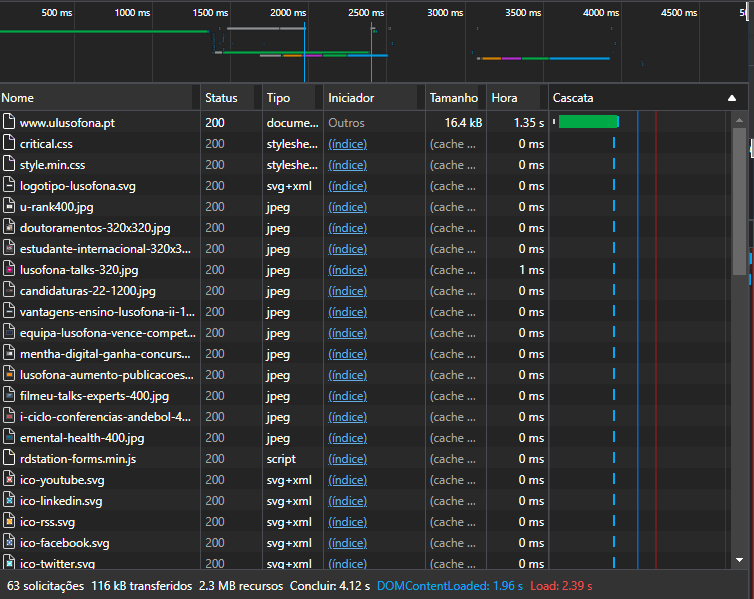 500 ms 1000 ms 1500 ms 2000 ms 2500 ms 3000 ms 3500 ms 4000 ms 4500 ms
Nome Status Tipo Iniciador Tamanho Hora Cascata
www.ulusofona.pt 200 docume... Outros 16.4 kB 1.35 s
critical.css 200 styleshe... (índice) (cache ... 0 ms
style.min.css 200 styleshe... (índice) (cache ... 0 ms
logotipo-lusofona.svg 200 svg+xml (índice) (cache ... 0 ms
u-rank400.jpg 200 jpeg (índice) (cache ... 0 ms
doutoramentos-320x320.jpg 200 jpeg (índice) (cache ... 0 ms
estudante-internacional-320x3... 200 jpeg (índice) (cache ... 0 ms
lusofona-talks-320.jpg 200 jpeg (índice) (cache ... 1 ms
candidaturas-22-1200.jpg 200 jpeg (índice) (cache ... 0 ms
vantagens-ensino-lusofona-ii-1... 200 jpeg (índice) (cache ... 0 ms
equipa-lusofona-vence-compet... 200 jpeg (índice) (cache ... 0 ms
mentha-digital-ganha-concurs... 200 jpeg (índice) (cache ... 0 ms
lusofona-aumento-publicacoes... 200 jpeg (índice) (cache ... 0 ms
filmeu-talks-experts-400.jpg 200 jpeg (índice) (cache ... 0 ms
i-ciclo-conferencias-andebol-4... 200 jpeg (índice) (cache ... 0 ms
emental-health-400.jpg 200 jpeg (índice) (cache ... 0 ms
rdstation-forms.min.js 200 script (índice) (cache ... 0 ms
ico-youtube.svg 200 svg+xml (índice) (cache ... 0 ms
ico-linkedin.svg 200 svg+xml (índice) (cache ... 0 ms
ico-rss.svg 200 svg+xml (índice) (cache ... 0 ms
ico-facebook.svg 200 svg+xml (índice) (cache ... 0 ms
ico-twitter.svg 200 svg+xml (índice) (cache ... 0 ms
63 solicitações 116 kB transferidos 2.3 MB recursos Concluir: 4.12 s DOMContentLoaded: 1.96 s Load: 2.39 s